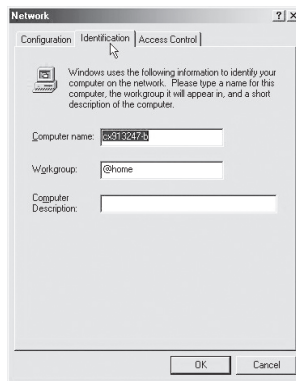 Network
? ×
Configuration Identification Access Control
Windows uses the following information to identify your
computer on the network. Please type a name for this
computer, the workgroup it will appear in, and a short
description of the computer.
Computer name: cx913247-b
Workgroup: @home
Computer
Description:
OK Cancel